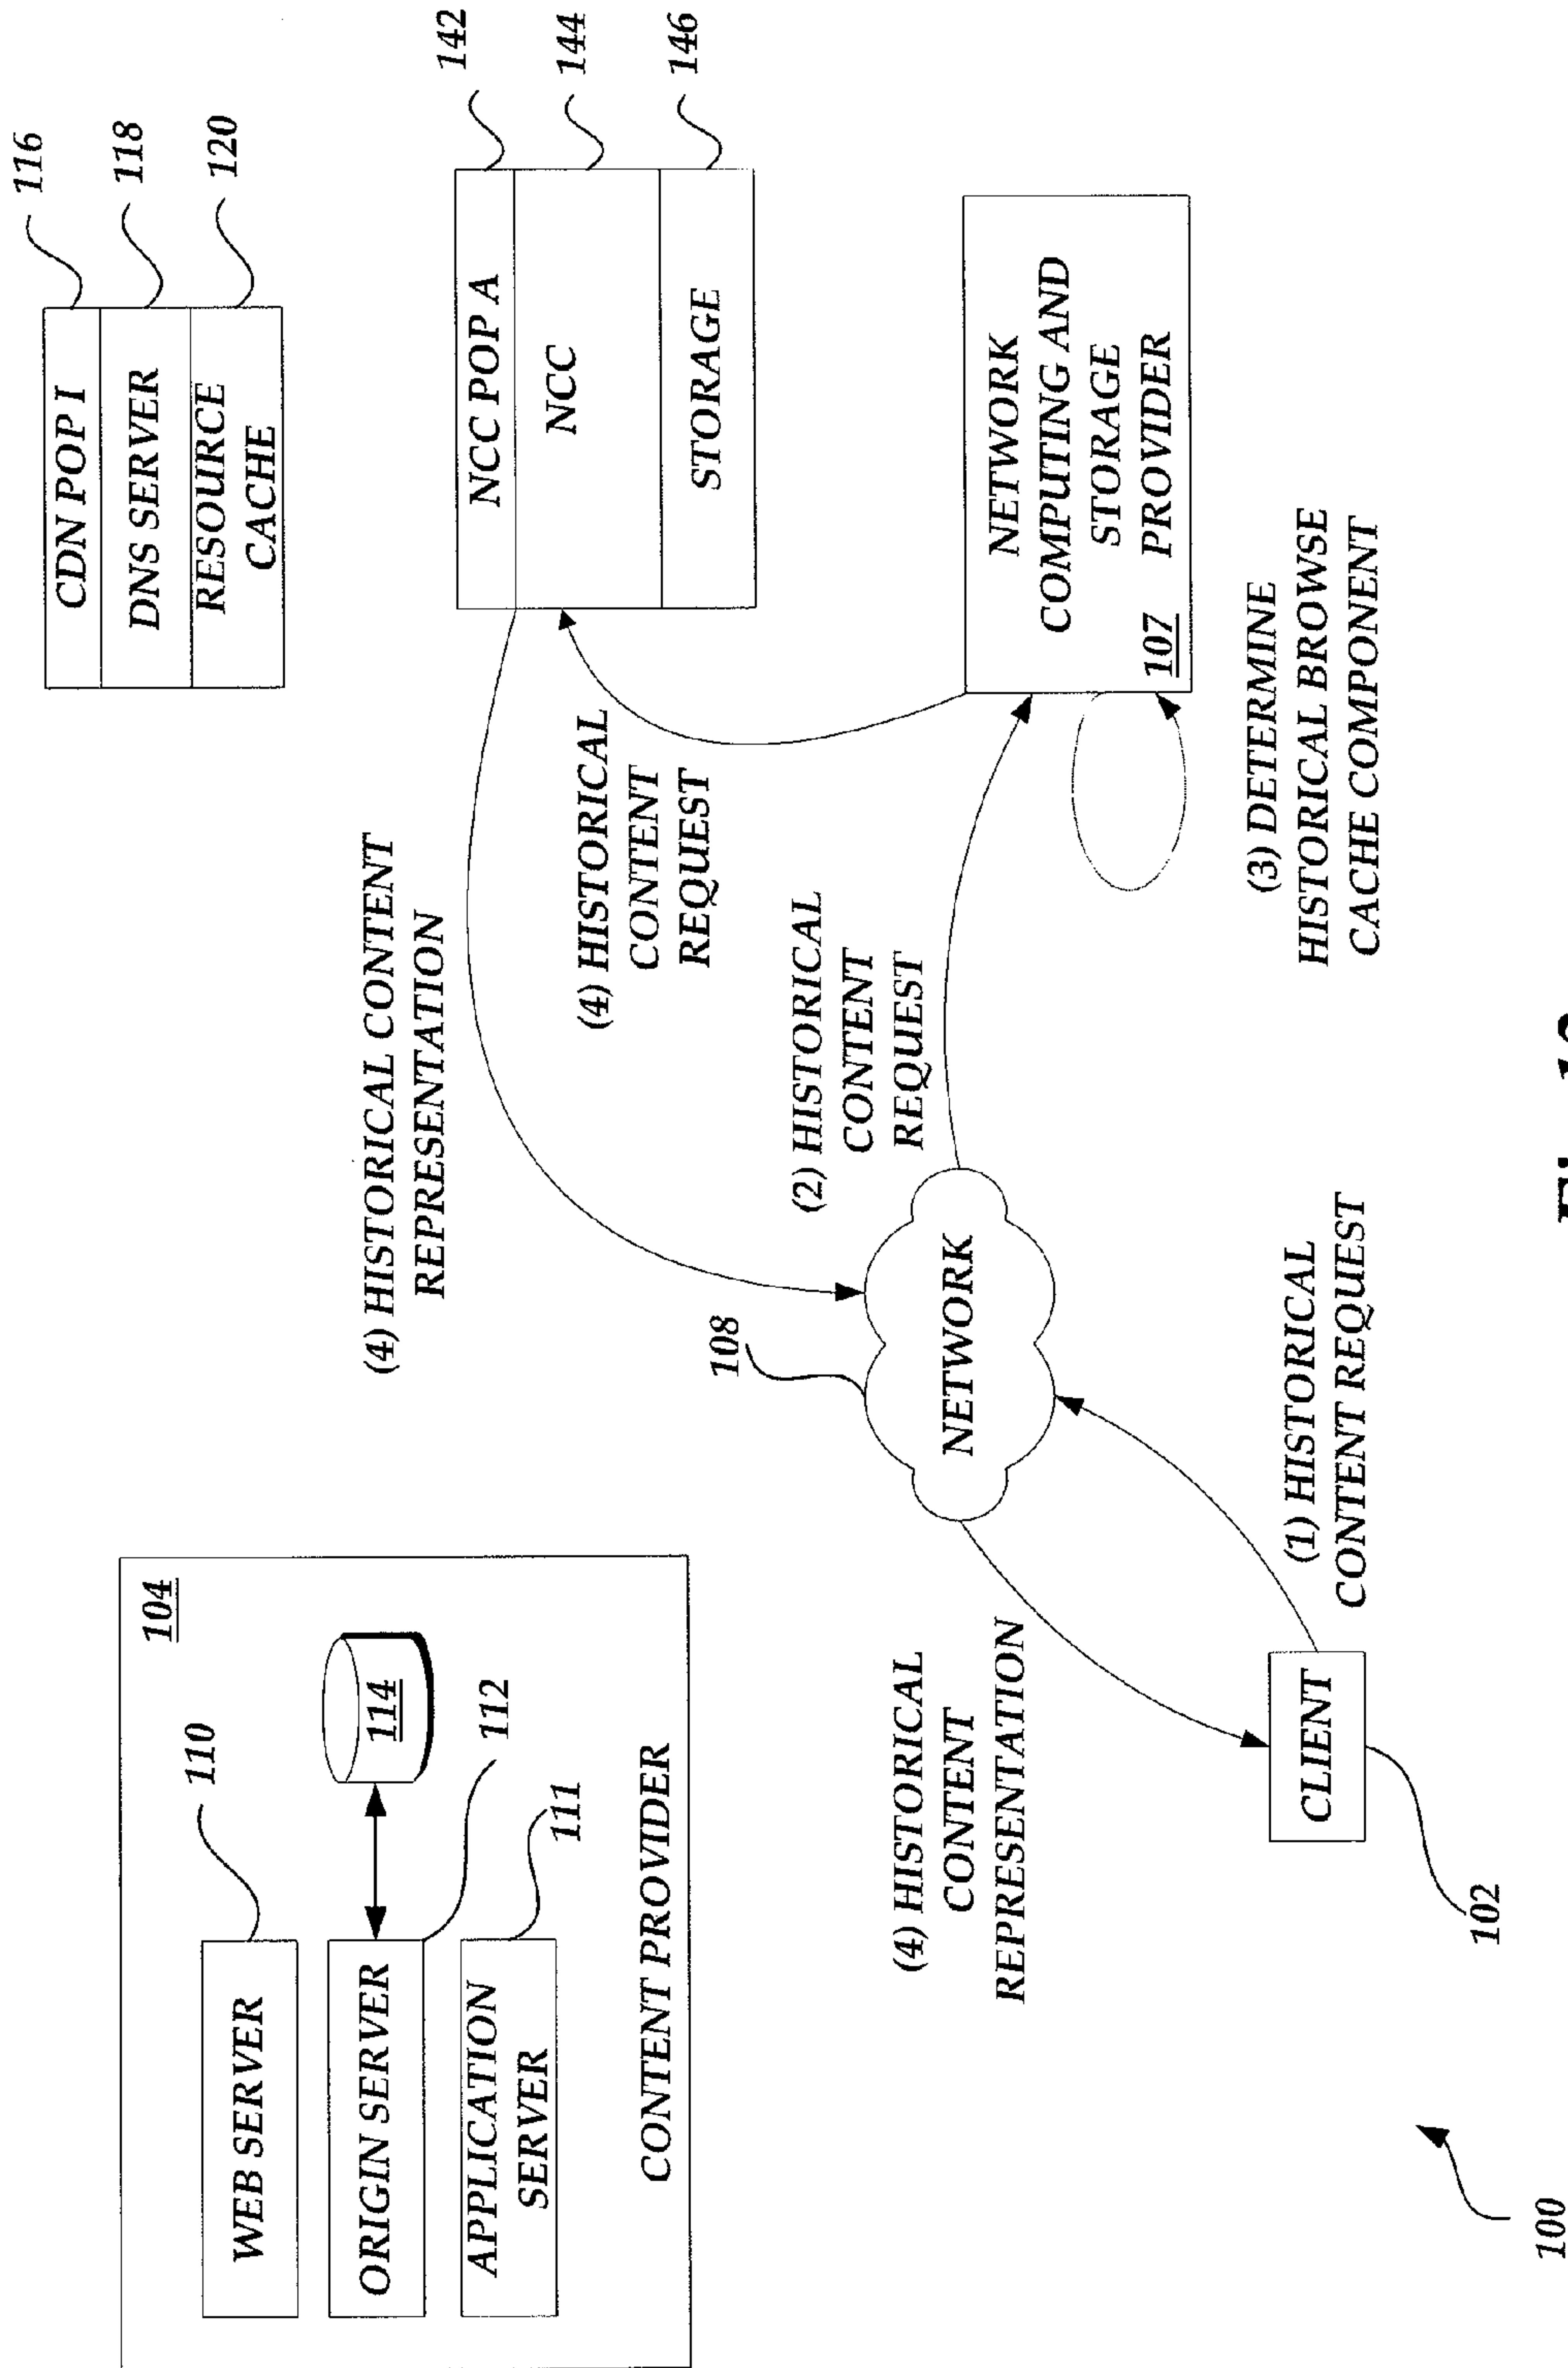 104
WEB SERVER
110
ORIGIN SERVER
114
112
APPLICATION
SERVER
111
CONTENT PROVIDER
116
CDN POP I
118
DNS SERVER
120
RESOURCE
CACHE
142
NCC POP A
144
NCC
146
STORAGE
(4) HISTORICAL CONTENT
REPRESENTATION
(4) HISTORICAL
CONTENT
REQUEST
108
NETWORK
(2) HISTORICAL
CONTENT
REQUEST
NETWORK
COMPUTING AND
STORAGE
PROVIDER
107
(3) DETERMINE
HISTORICAL BROWSE
CACHE COMPONENT
(4) HISTORICAL
CONTENT
REPRESENTATION
(1) HISTORICAL
CONTENT REQUEST
CLIENT
102
100